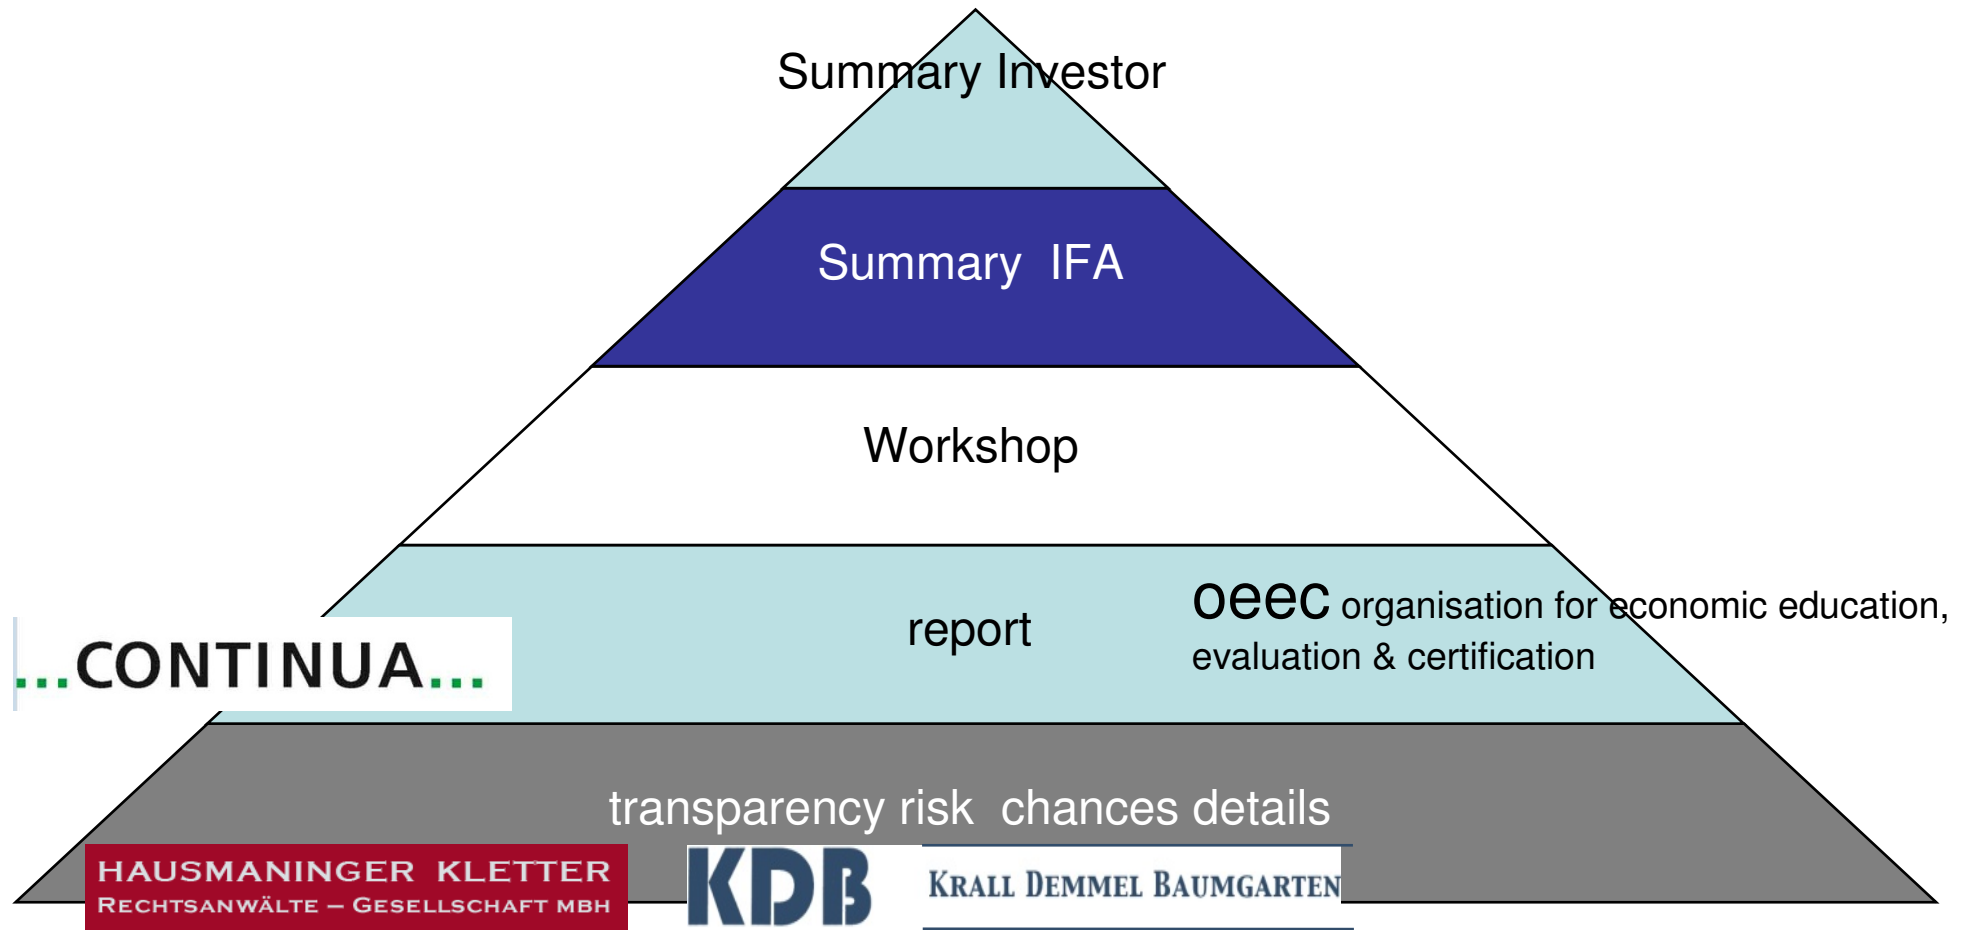 Summary Investor
Summary IFA
Workshop
report
oeec organisation for economic education,
evaluation & certification
...CONTINUA...
transparency risk chances details
HAUSMANINGER KLETTER
RECHTSANWÄLTE – GESELLSCHAFT MBH
KDB
KRALL DEMMEL BAUMGARTEN